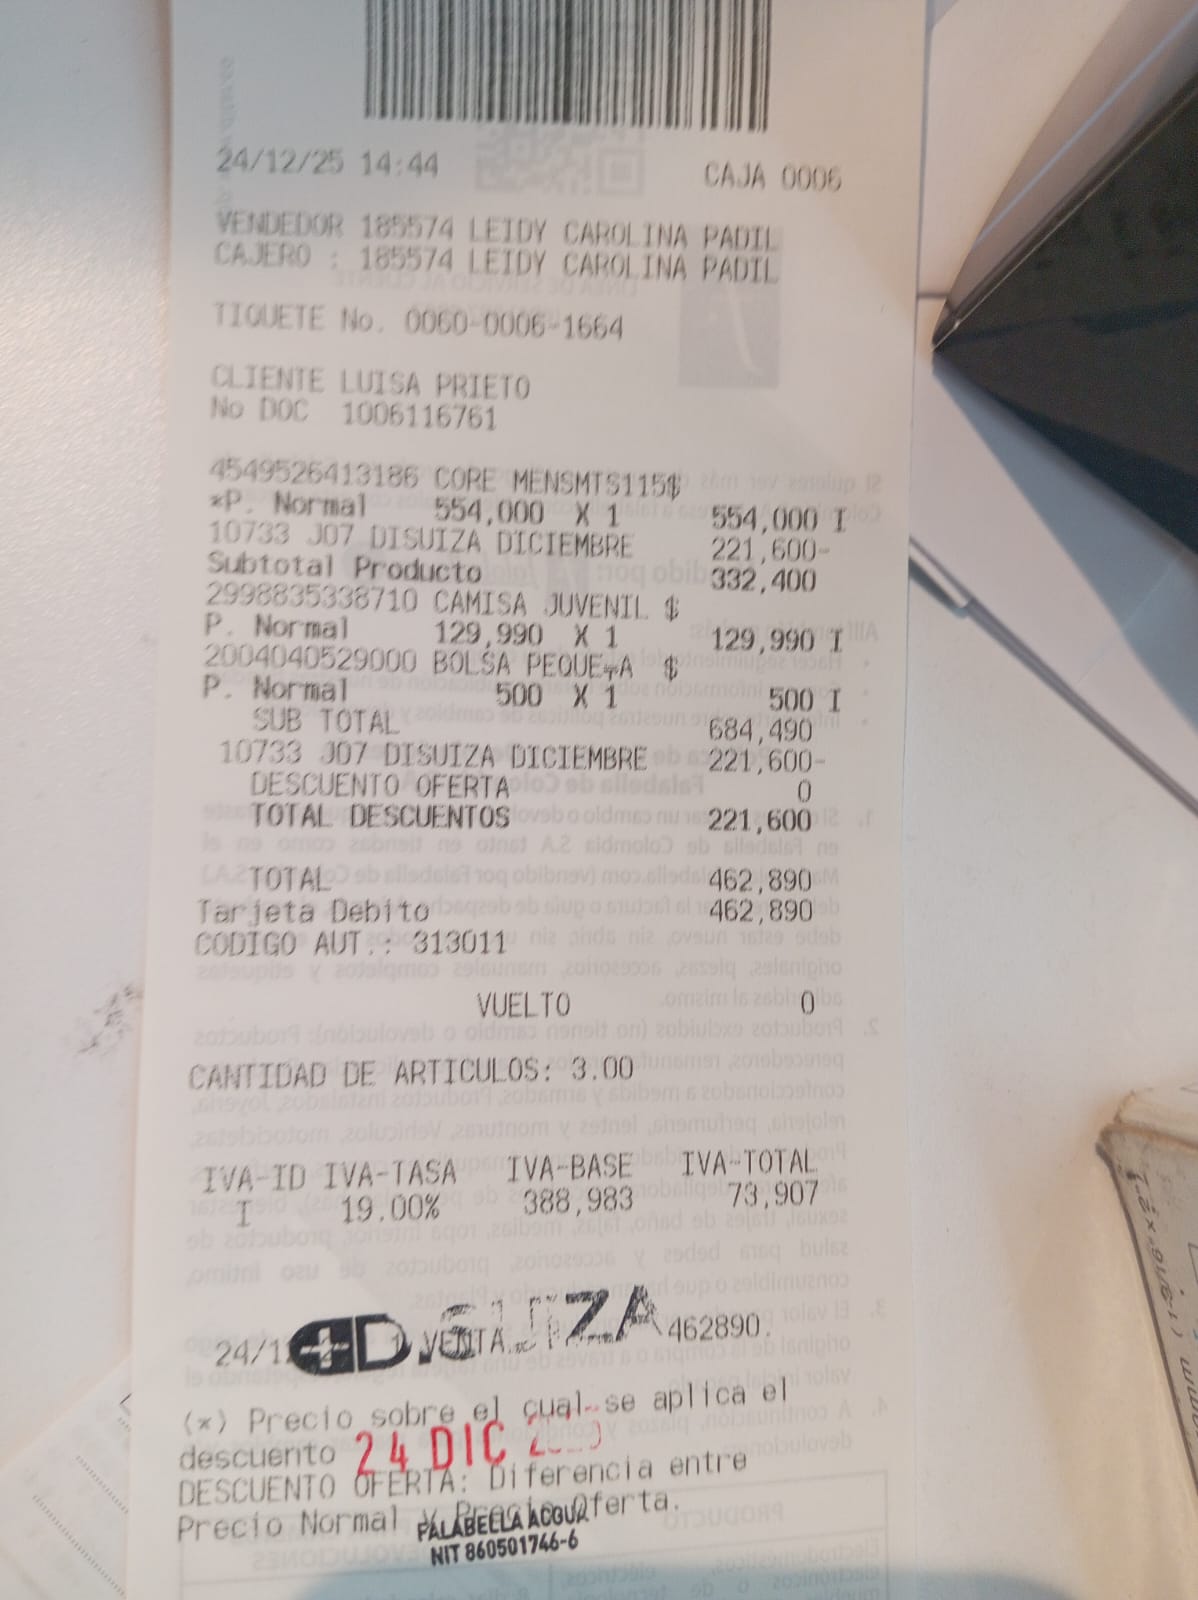 24/12/25 14:44 CAJA 0006
VENDEDOR 185574 LEIDY CAROLINA PADIL
CAJERO : 185574 LEIDY CAROLINA PADIL
TIQUETE No. 0060-0006-1664
CLIENTE LUISA PRIETO
No DOC 1006116761
4549526413186 CORE MENSMTS115$
*P. Normal 554,000 X 1 554,000 I
10733 J07 DISUIZA DICIEMBRE 221,600-
Subtotal Producto 332,400
2998835338710 CAMISA JUVENIL $
P. Normal 129,990 X 1 129,990 I
2004040529000 BOLSA PEQUE A $
P. Normal 500 X 1 500 I
SUB TOTAL 684,490
10733 J07 DISUIZA DICIEMBRE 221,600-
DESCUENTO OFERTA 0
TOTAL DESCUENTOS 221,600
TOTAL 462,890
Tarjeta Debito 462,890
CODIGO AUT.: 313011
VUELTO 0
CANTIDAD DE ARTICULOS: 3.00
IVA-ID IVA-TASA IVA-BASE IVA-TOTAL
I 19.00% 388,983 73,907
D.SUIZA
24/1 VENTA 462890.
(*) Precio sobre el cual se aplica el
descuento
24 DIC
DESCUENTO OFERTA: Diferencia entre
Precio Normal y Precio Oferta.
FALABELLA ACQUA
NIT 860501746-6